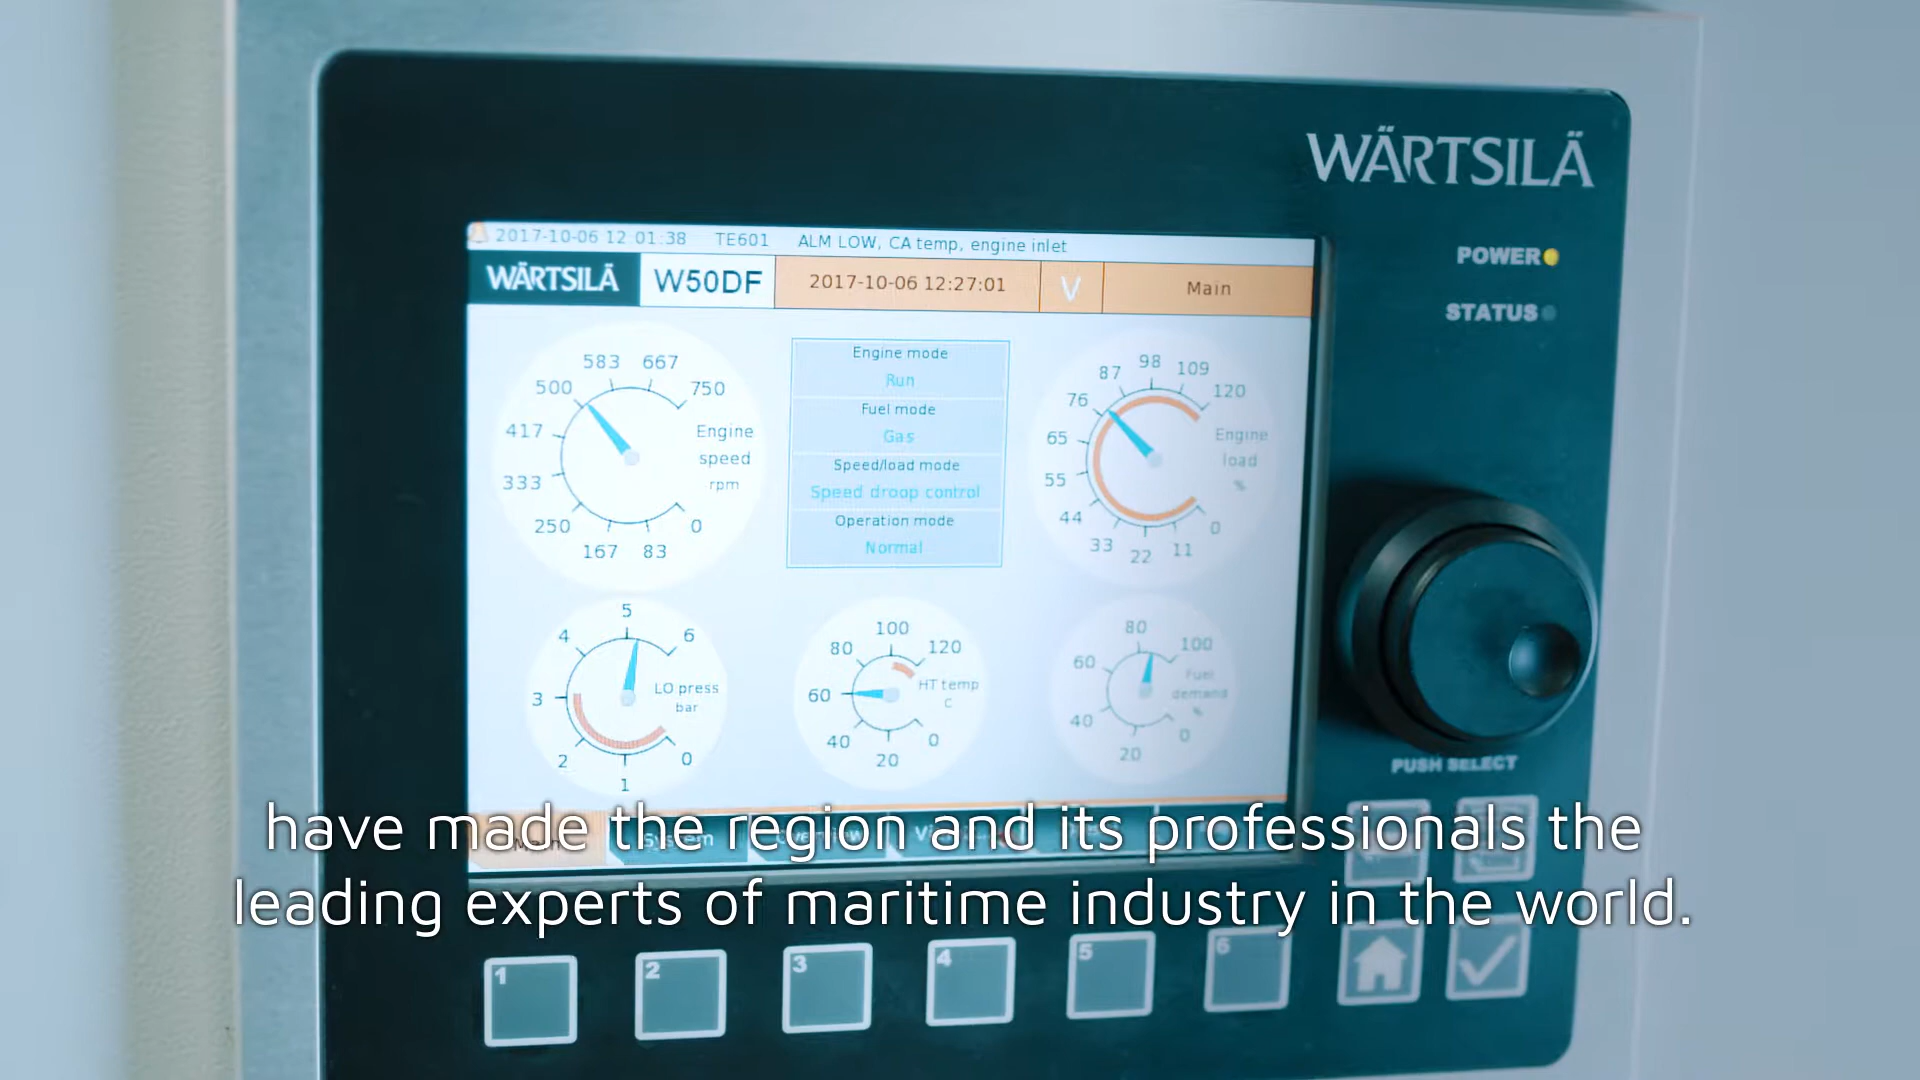 WÄRTSILÄ
POWER
STATUS
2017-10-06 12 01:38 TE601 ALM LOW, CA temp, engine inlet
WÄRTSILÄ W50DF 2017-10-06 12:27:01 V Main
583 667
500 750
417
333
250 0
167 83
Engine
speed
rpm
Engine mode
Run
Fuel mode
Gas
Speed/load mode
Speed droop control
Operation mode
Normal
98
87 109
76 120
65
55
44 0
33 11
22
Engine
load
%
5
4 6
3
2 0
1
LO press
bar
100
80 120
60
40 0
20
HT temp
C
80
60 100
40 0
20
Fuel
demand
%
PUSH SELECT
System Overview
have made the region and its professionals the
leading experts of maritime industry in the world.
1 2 3 4 5 6